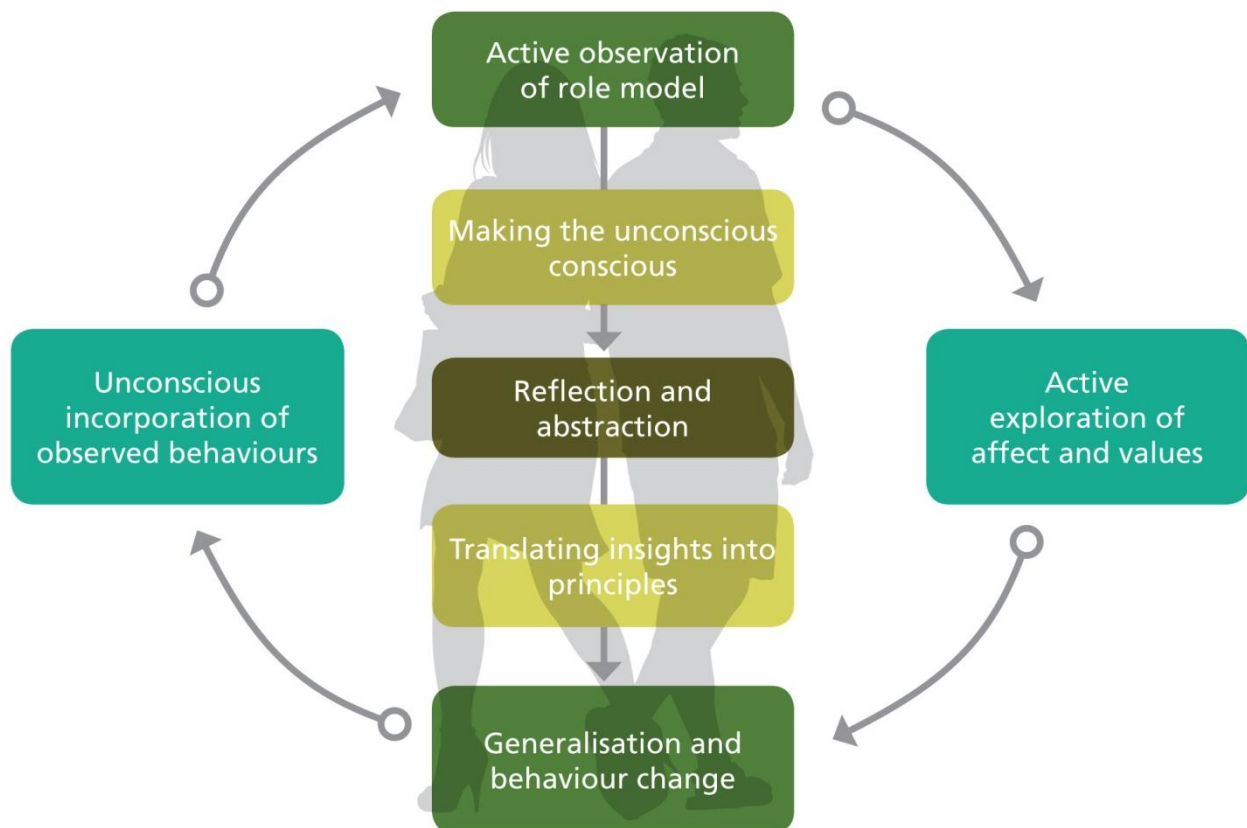 Active observation
of role model
Making the unconscious
conscious
Unconscious
incorporation of
observed behaviours
Reflection and
abstraction
Active
exploration of
affect and values
Translating insights into
principles
Generalisation and
behaviour change